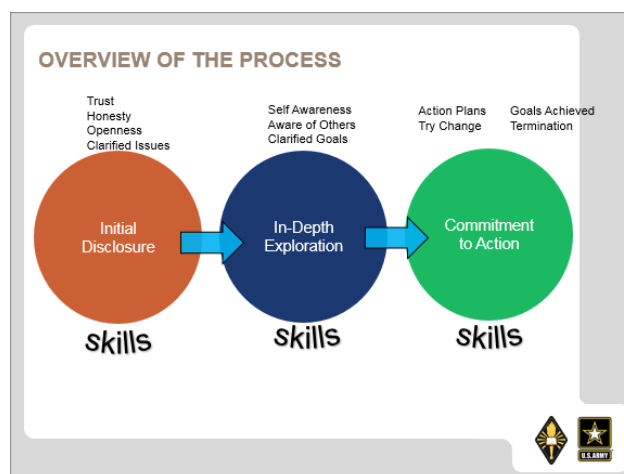 OVERVIEW OF THE PROCESS
Trust
Honesty
Openness
Clarified Issues
Self Awareness
Aware of Others
Clarified Goals
Action Plans
Try Change
Goals Achieved
Termination
Initial
Disclosure
In-Depth
Exploration
Commitment
to Action
skills
skills
skills
U.S.ARMY